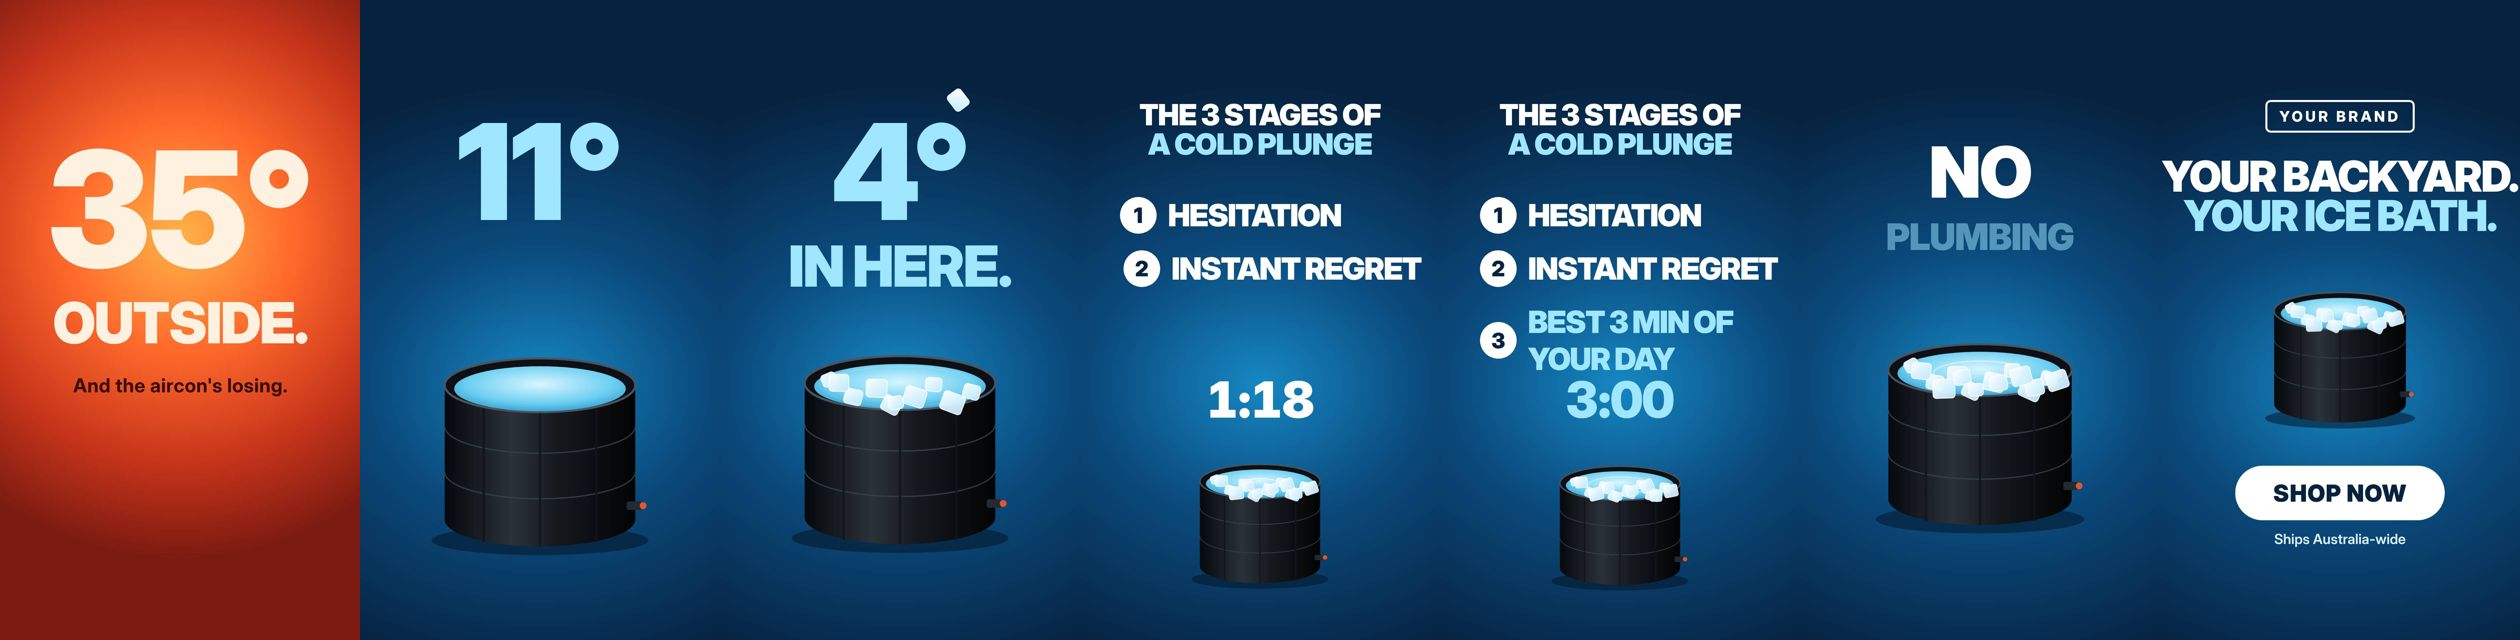 35°
OUTSIDE.
And the aircon's losing.
11°
4°
IN HERE.
THE 3 STAGES OF
A COLD PLUNGE
1 HESITATION
2 INSTANT REGRET
1:18
THE 3 STAGES OF
A COLD PLUNGE
1 HESITATION
2 INSTANT REGRET
3 BEST 3 MIN OF
YOUR DAY
3:00
NO
PLUMBING
YOUR BRAND
YOUR BACKYARD.
YOUR ICE BATH.
SHOP NOW
Ships Australia-wide